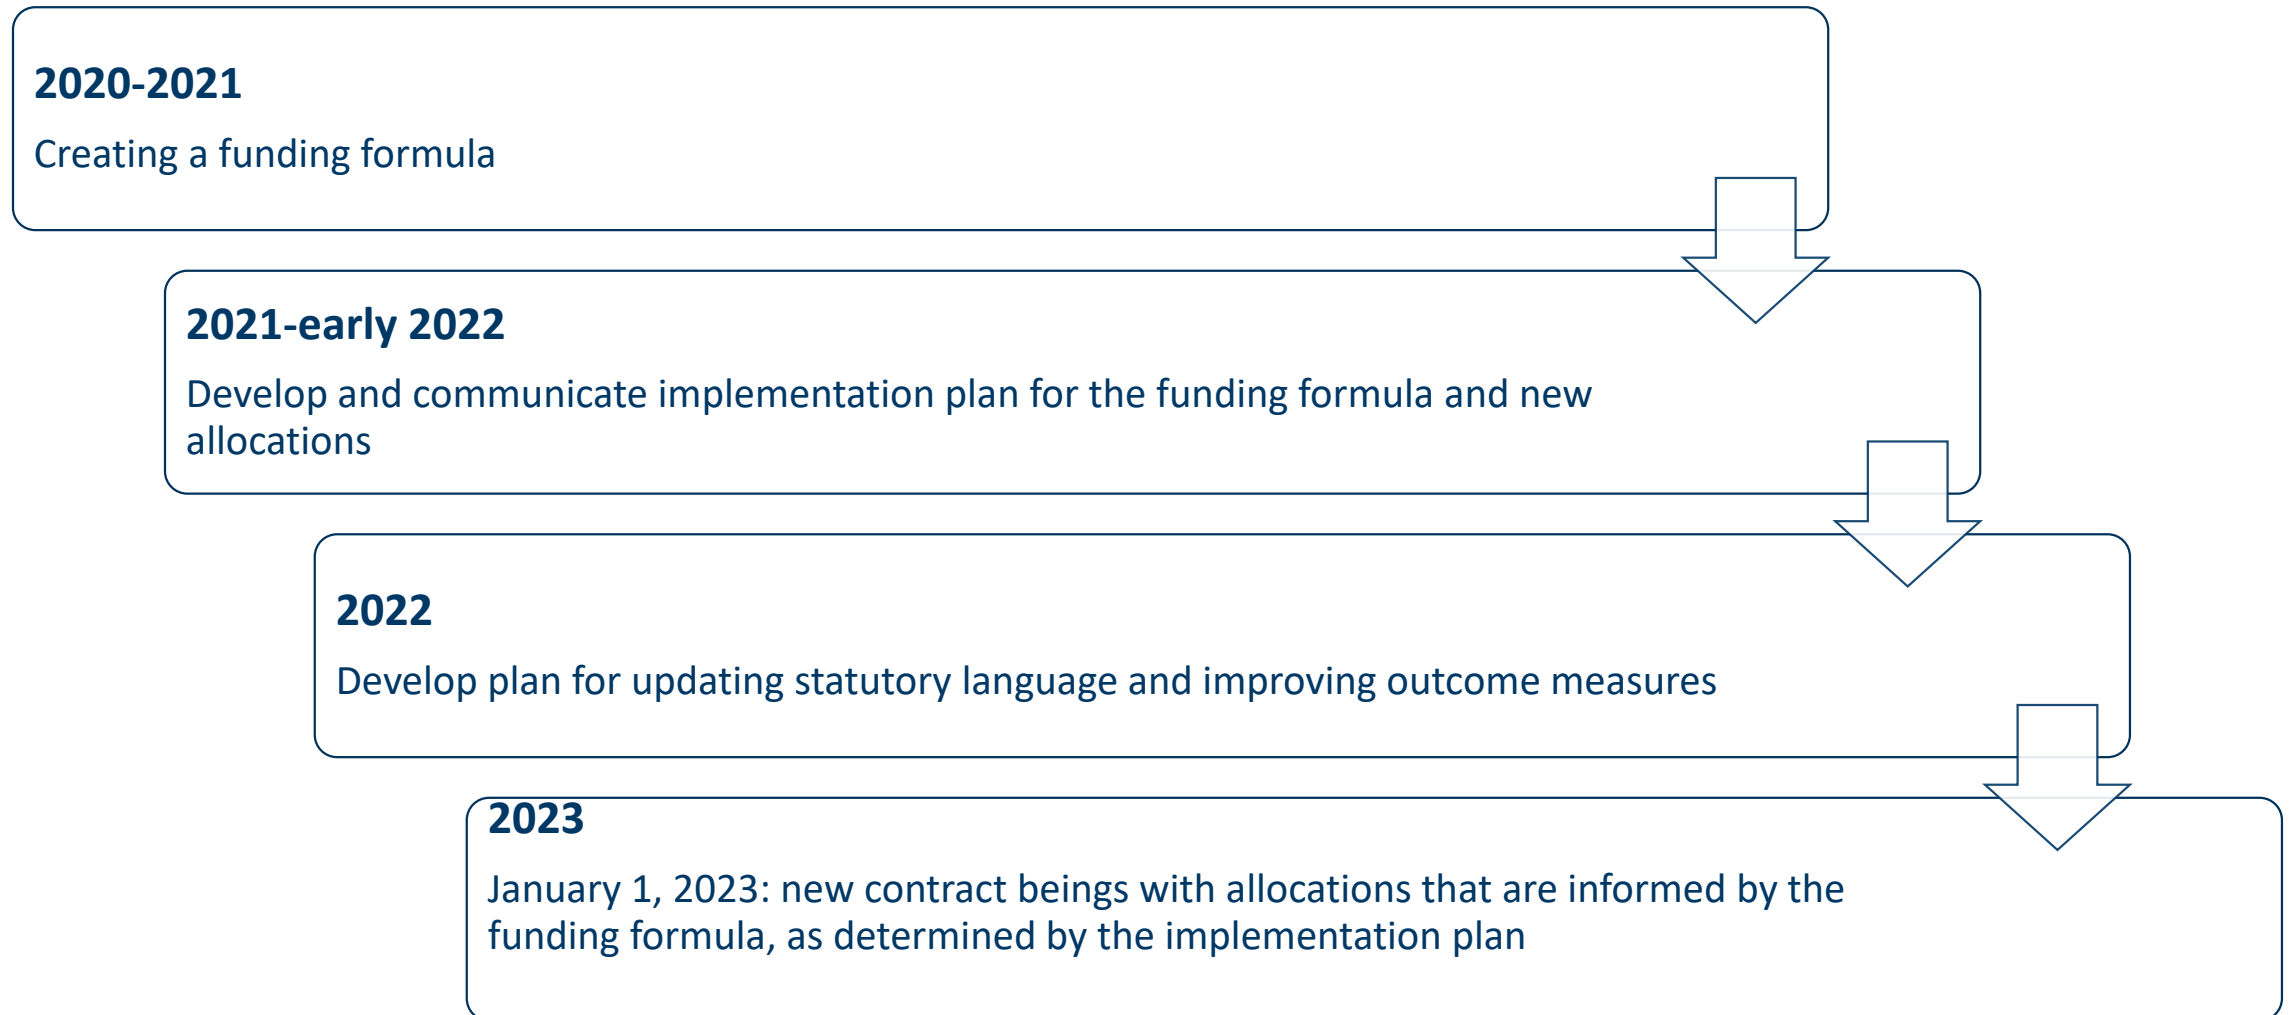 2020-2021
Creating a funding formula
2021-early 2022
Develop and communicate implementation plan for the funding formula and new
allocations
2022
Develop plan for updating statutory language and improving outcome measures
2023
January 1, 2023: new contract beings with allocations that are informed by the
funding formula, as determined by the implementation plan